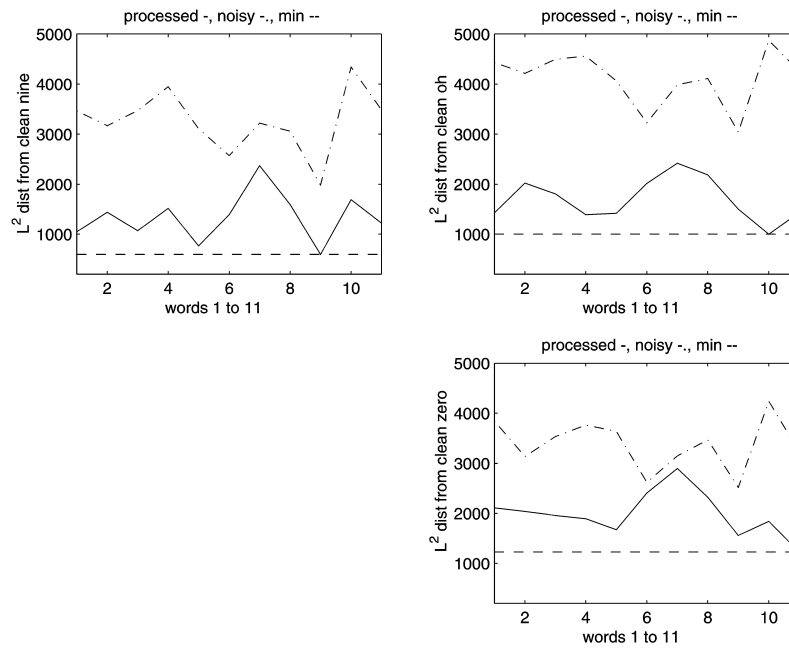 processed -, noisy -., min --
5000
4000
3000
2000
1000
L² dist from clean nine
2 4 6 8 10
words 1 to 11
processed -, noisy -., min --
5000
4000
3000
2000
1000
L² dist from clean oh
2 4 6 8 10
words 1 to 11
processed -, noisy -., min --
5000
4000
3000
2000
1000
L² dist from clean zero
2 4 6 8 10
words 1 to 11